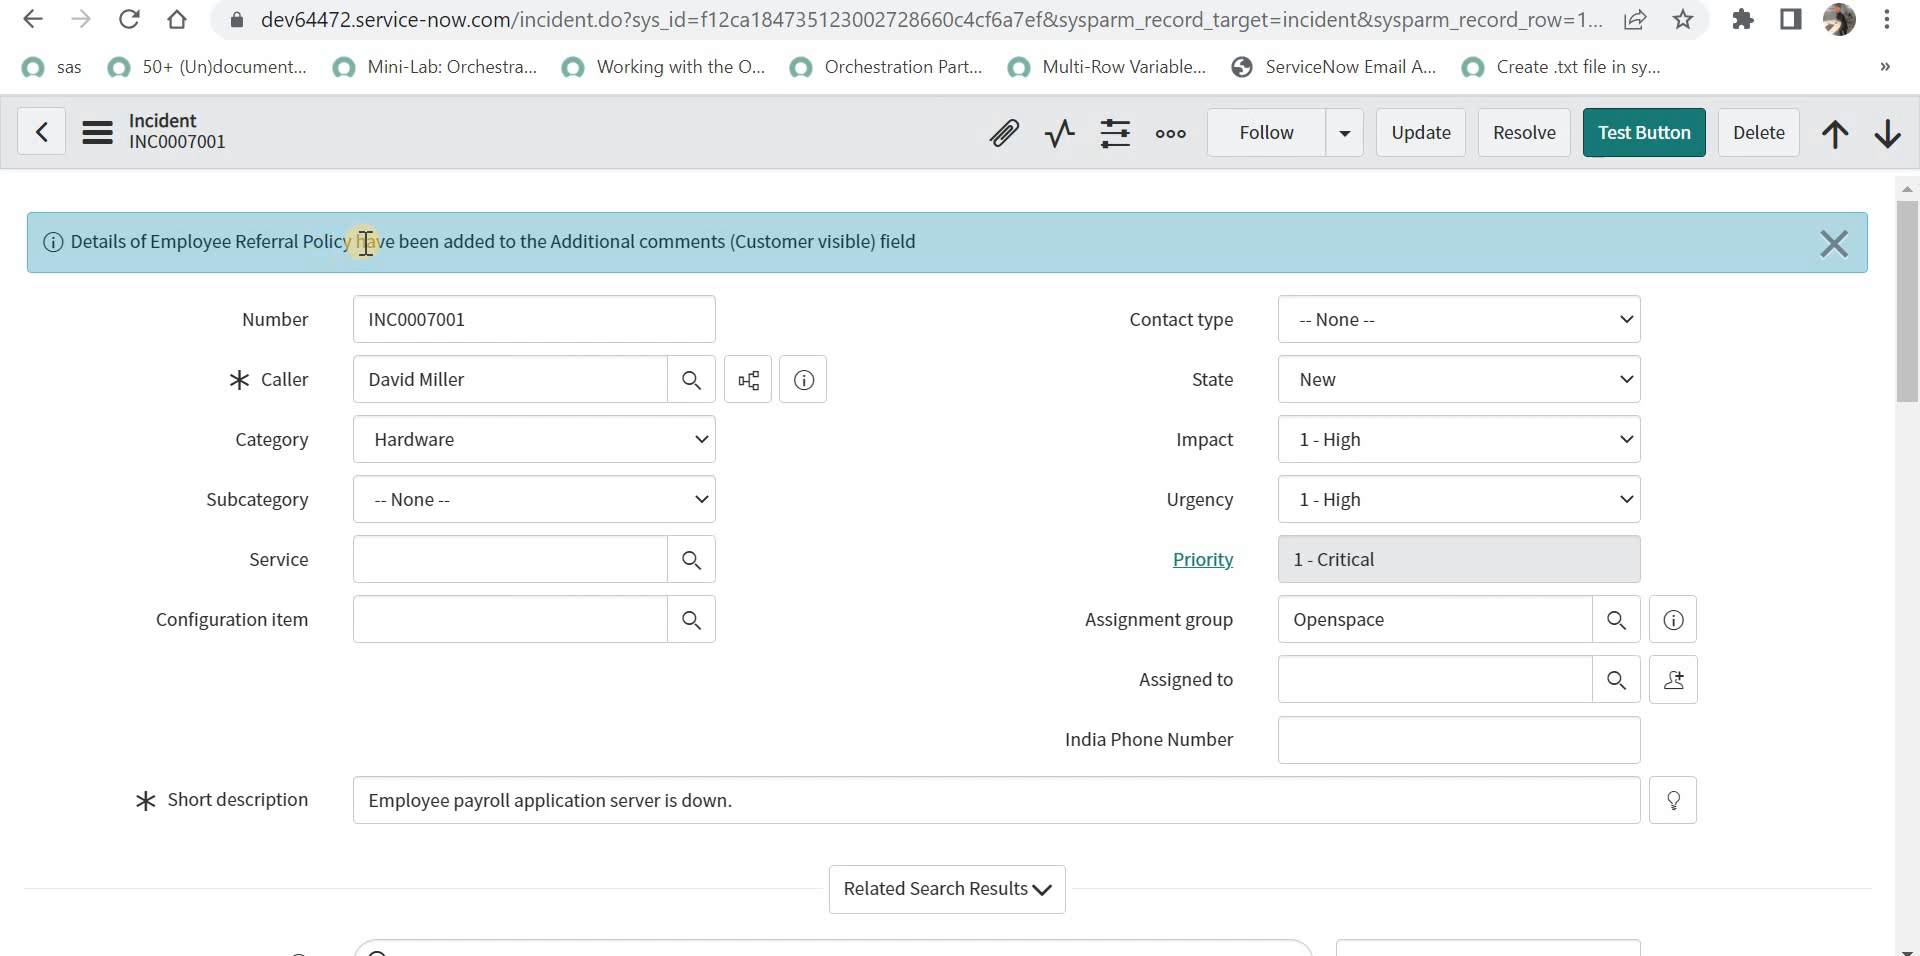 dev64472.service-now.com/incident.do?sys_id=f12ca184735123002728660c4cf6a7ef&sysparm_record_target=incident&sysparm_record_row=1...
sas 50+ (Un)document... Mini-Lab: Orchestra... Working with the O... Orchestration Part... Multi-Row Variable... ServiceNow Email A... Create .txt file in sy... »
Incident
INC0007001
Follow Update Resolve Test Button Delete
Details of Employee Referral Policy have been added to the Additional comments (Customer visible) field
Number INC0007001 Contact type -- None --
Caller David Miller State New
Category Hardware Impact 1 - High
Subcategory -- None -- Urgency 1 - High
Service Priority 1 - Critical
Configuration item Assignment group Openspace
Assigned to
India Phone Number
Short description Employee payroll application server is down.
Related Search Results